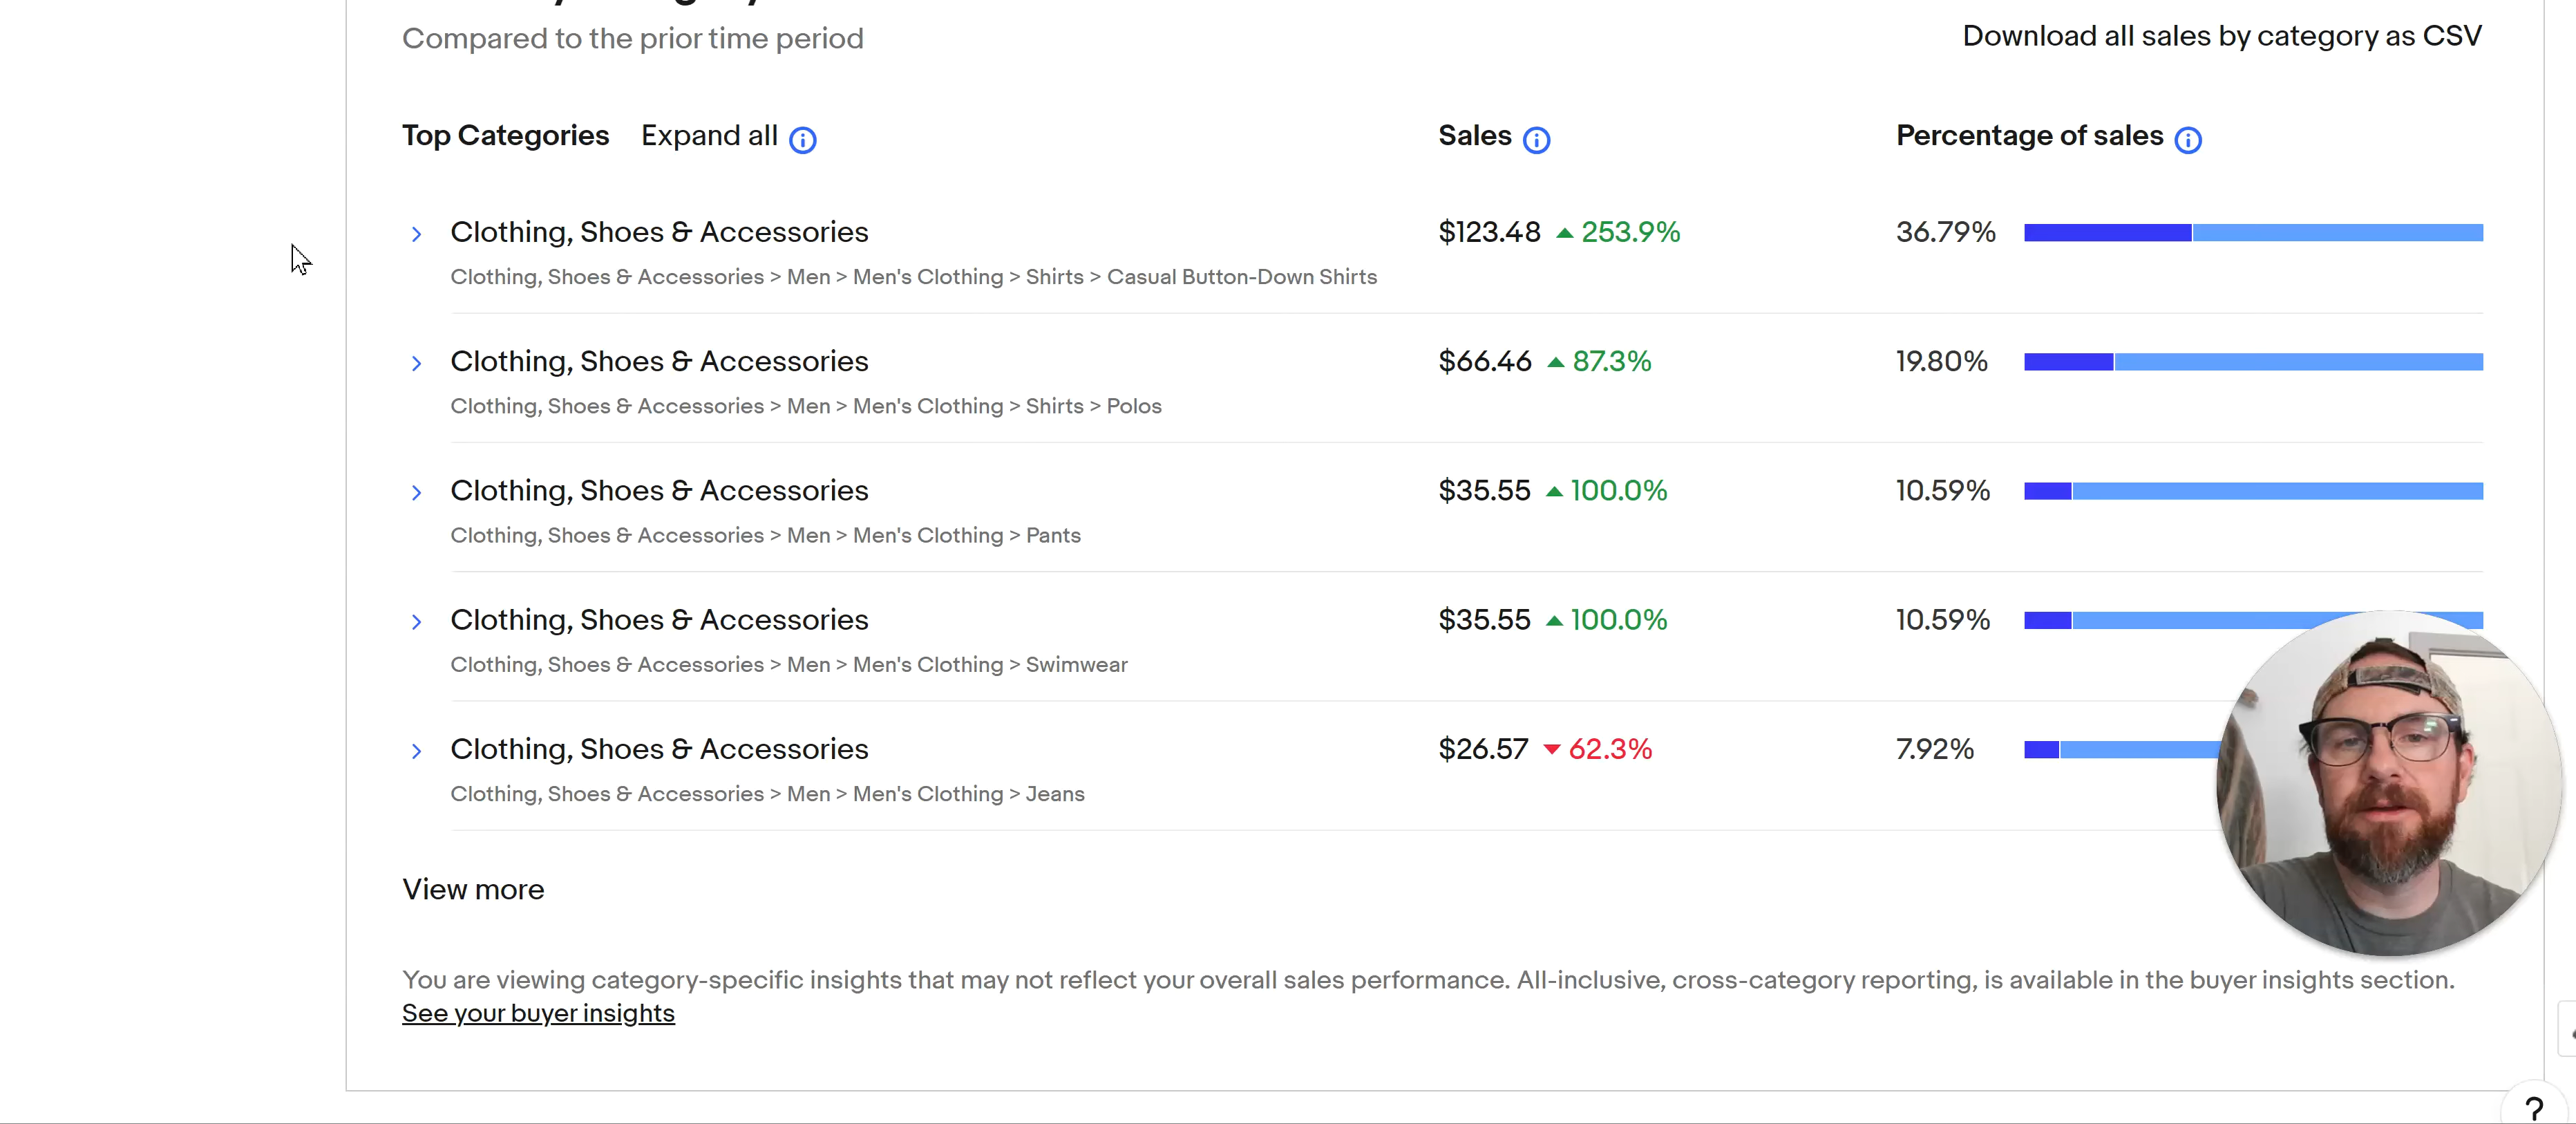 Compared to the prior time period
Download all sales by category as CSV
Top Categories Expand all Sales Percentage of sales
Clothing, Shoes & Accessories $123.48 ▲ 253.9% 36.79%
Clothing, Shoes & Accessories > Men > Men's Clothing > Shirts > Casual Button-Down Shirts
Clothing, Shoes & Accessories $66.46 ▲ 87.3% 19.80%
Clothing, Shoes & Accessories > Men > Men's Clothing > Shirts > Polos
Clothing, Shoes & Accessories $35.55 ▲ 100.0% 10.59%
Clothing, Shoes & Accessories > Men > Men's Clothing > Pants
Clothing, Shoes & Accessories $35.55 ▲ 100.0% 10.59%
Clothing, Shoes & Accessories > Men > Men's Clothing > Swimwear
Clothing, Shoes & Accessories $26.57 ▼ 62.3% 7.92%
Clothing, Shoes & Accessories > Men > Men's Clothing > Jeans
View more
You are viewing category-specific insights that may not reflect your overall sales performance. All-inclusive, cross-category reporting, is available in the buyer insights section.
See your buyer insights
?